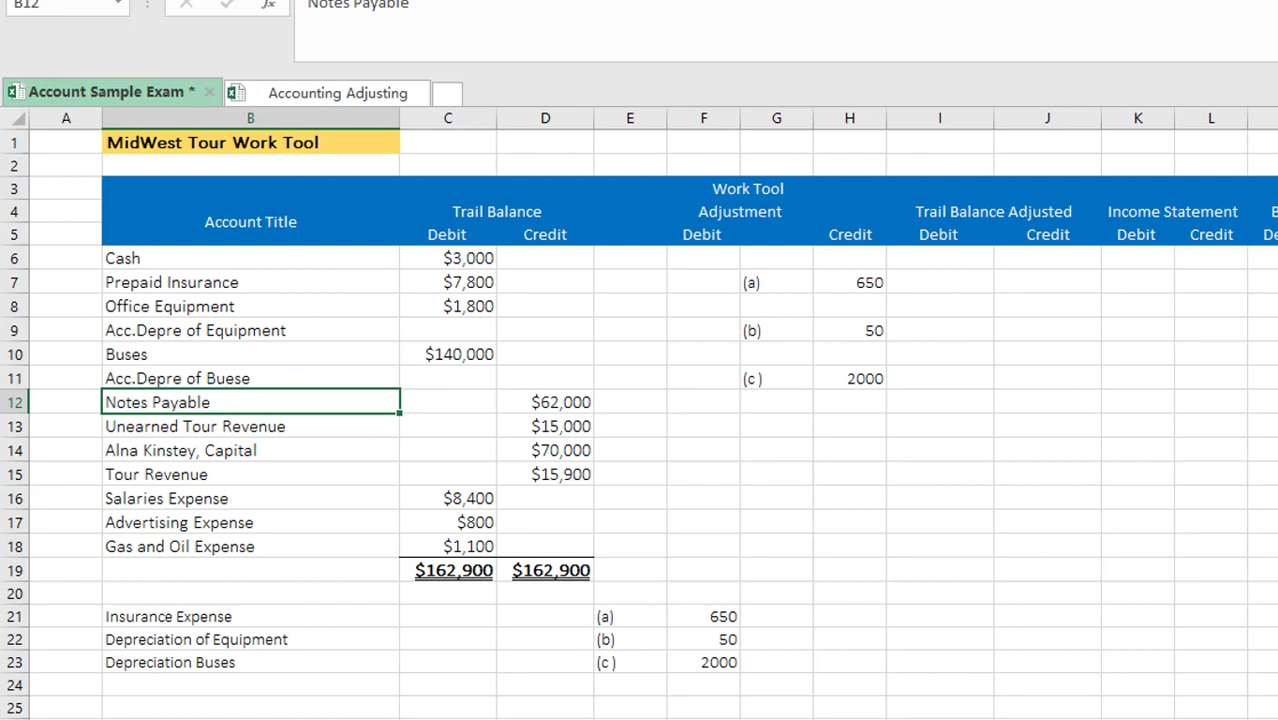 B12 fx Notes Payable
Account Sample Exam * Accounting Adjusting
A B C D E F G H I J K L
1 MidWest Tour Work Tool
2
3 Work Tool
4 Account Title Trail Balance Adjustment Trail Balance Adjusted Income Statement
5 Debit Credit Debit Credit Debit Credit Debit Credit
6 Cash $3,000
7 Prepaid Insurance $7,800 (a) 650
8 Office Equipment $1,800
9 Acc.Depre of Equipment (b) 50
10 Buses $140,000
11 Acc.Depre of Buese (c ) 2000
12 Notes Payable $62,000
13 Unearned Tour Revenue $15,000
14 Alna Kinstey, Capital $70,000
15 Tour Revenue $15,900
16 Salaries Expense $8,400
17 Advertising Expense $800
18 Gas and Oil Expense $1,100
19 $162,900 $162,900
20
21 Insurance Expense (a) 650
22 Depreciation of Equipment (b) 50
23 Depreciation Buses (c ) 2000
24
25